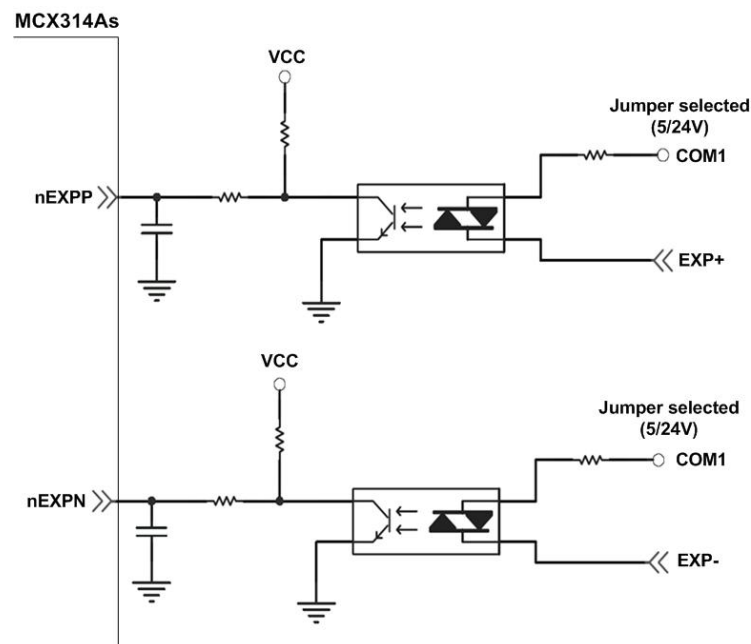 MCX314As
VCC
Jumper selected
(5/24V)
COM1
nEXPP
EXP+
VCC
Jumper selected
(5/24V)
COM1
nEXPN
EXP-